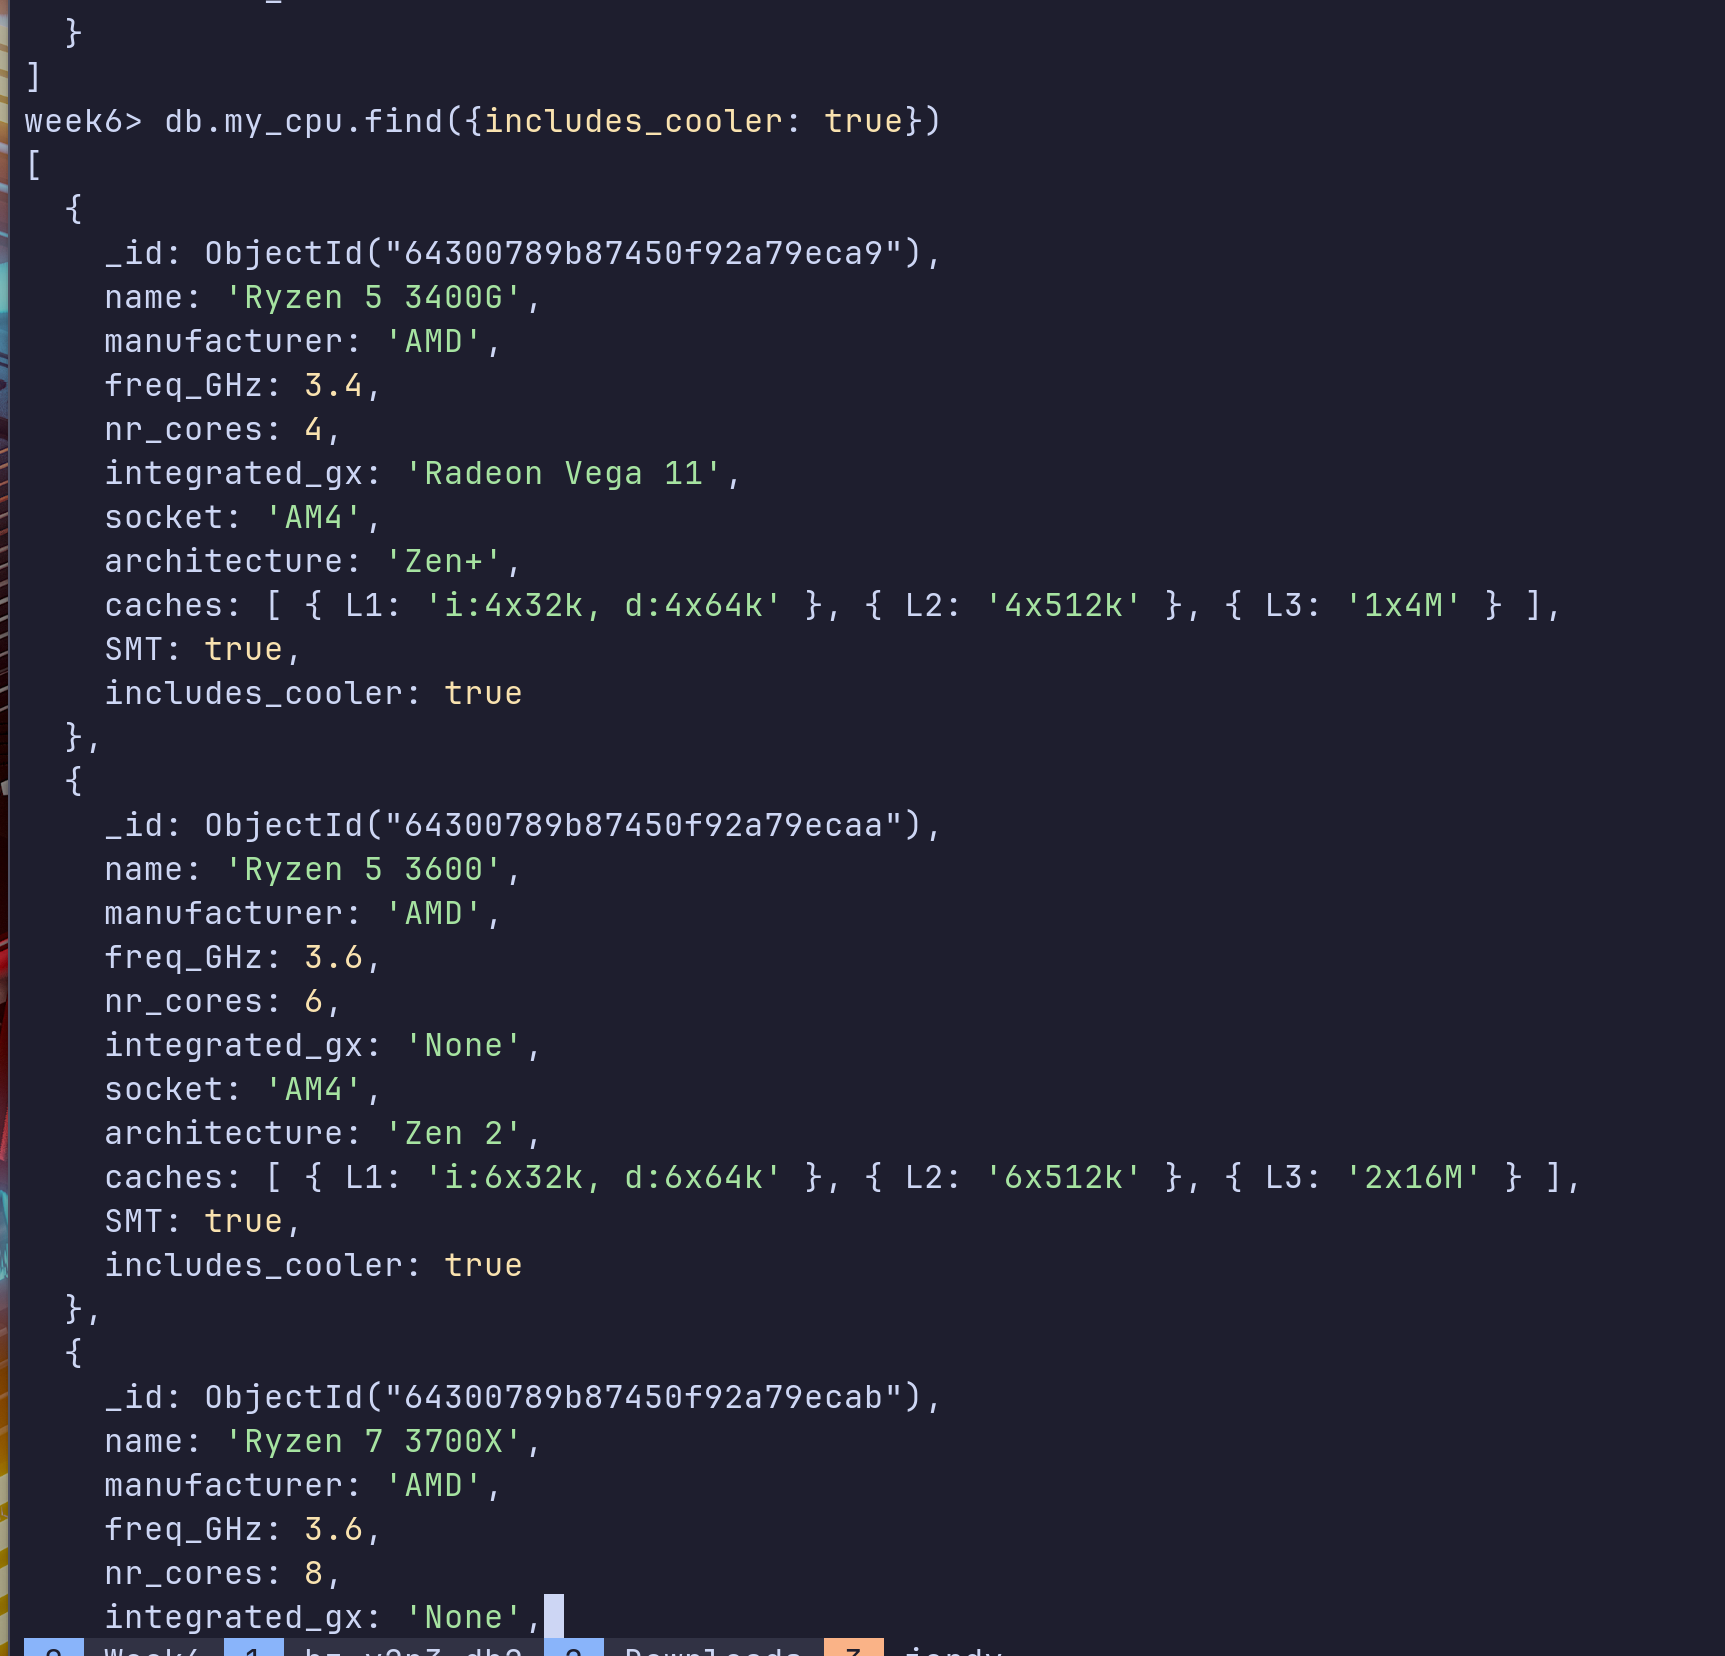 }
]
week6> db.my_cpu.find({includes_cooler: true})
[
  {
    _id: ObjectId("64300789b87450f92a79eca9"),
    name: 'Ryzen 5 3400G',
    manufacturer: 'AMD',
    freq_GHz: 3.4,
    nr_cores: 4,
    integrated_gx: 'Radeon Vega 11',
    socket: 'AM4',
    architecture: 'Zen+',
    caches: [ { L1: 'i:4x32k, d:4x64k' }, { L2: '4x512k' }, { L3: '1x4M' } ],
    SMT: true,
    includes_cooler: true
  },
  {
    _id: ObjectId("64300789b87450f92a79ecaa"),
    name: 'Ryzen 5 3600',
    manufacturer: 'AMD',
    freq_GHz: 3.6,
    nr_cores: 6,
    integrated_gx: 'None',
    socket: 'AM4',
    architecture: 'Zen 2',
    caches: [ { L1: 'i:6x32k, d:6x64k' }, { L2: '6x512k' }, { L3: '2x16M' } ],
    SMT: true,
    includes_cooler: true
  },
  {
    _id: ObjectId("64300789b87450f92a79ecab"),
    name: 'Ryzen 7 3700X',
    manufacturer: 'AMD',
    freq_GHz: 3.6,
    nr_cores: 8,
    integrated_gx: 'None',
1 Downloads 3